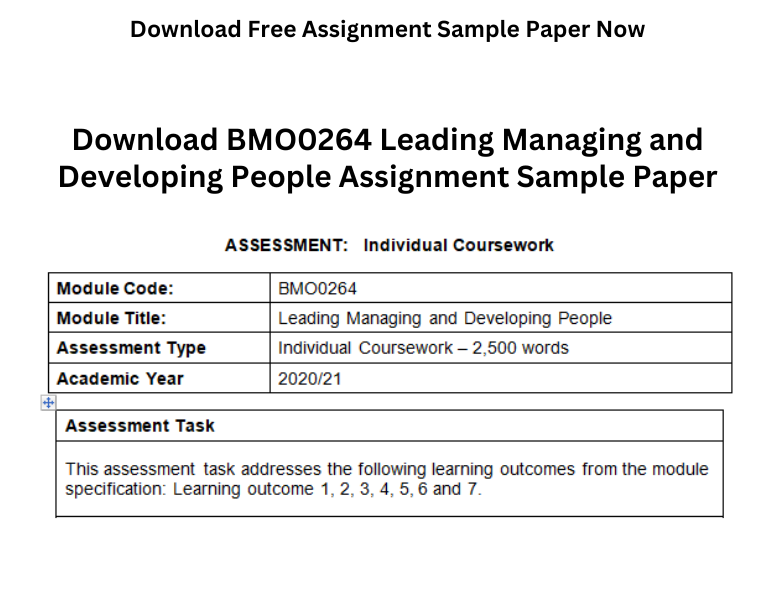 Download Free Assignment Sample Paper Now
Download BMO0264 Leading Managing and
Developing People Assignment Sample Paper
ASSESSMENT: Individual Coursework
Module Code: BMO0264
Module Title: Leading Managing and Developing People
Assessment Type Individual Coursework – 2,500 words
Academic Year 2020/21
Assessment Task
This assessment task addresses the following learning outcomes from the module
specification: Learning outcome 1, 2, 3, 4, 5, 6 and 7.